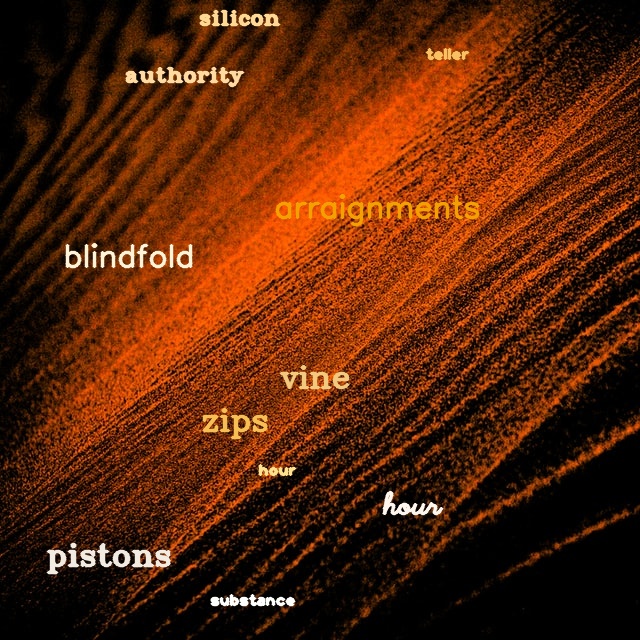 silicon
teller
authority
arraignments
blindfold
vine
zips
hour
hour
pistons
substance